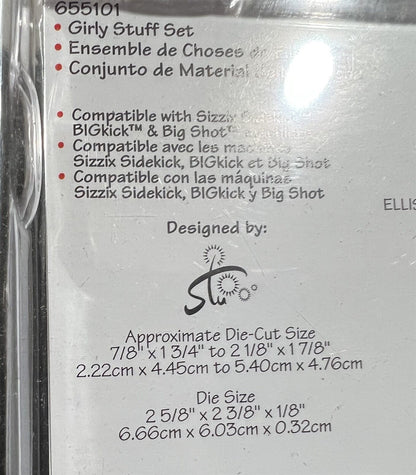 655101
• Girly Stuff Set
• Ensemble de Choses de
• Conjunto de Material
• Compatible with Sizzix
BIGkick™ & Big Shot™
• Compatible avec les machines
Sizzix Sidekick, BIGkick et Big Shot
• Compatible con las máquinas
Sizzix Sidekick, BIGkick y Big Shot
ELLIS
Designed by:
Stu
Approximate Die-Cut Size
7/8" x 1 3/4" to 2 1/8" x 1 7/8"
2.22cm x 4.45cm to 5.40cm x 4.76cm
Die Size
2 5/8" x 2 3/8" x 1/8"
6.66cm x 6.03cm x 0.32cm